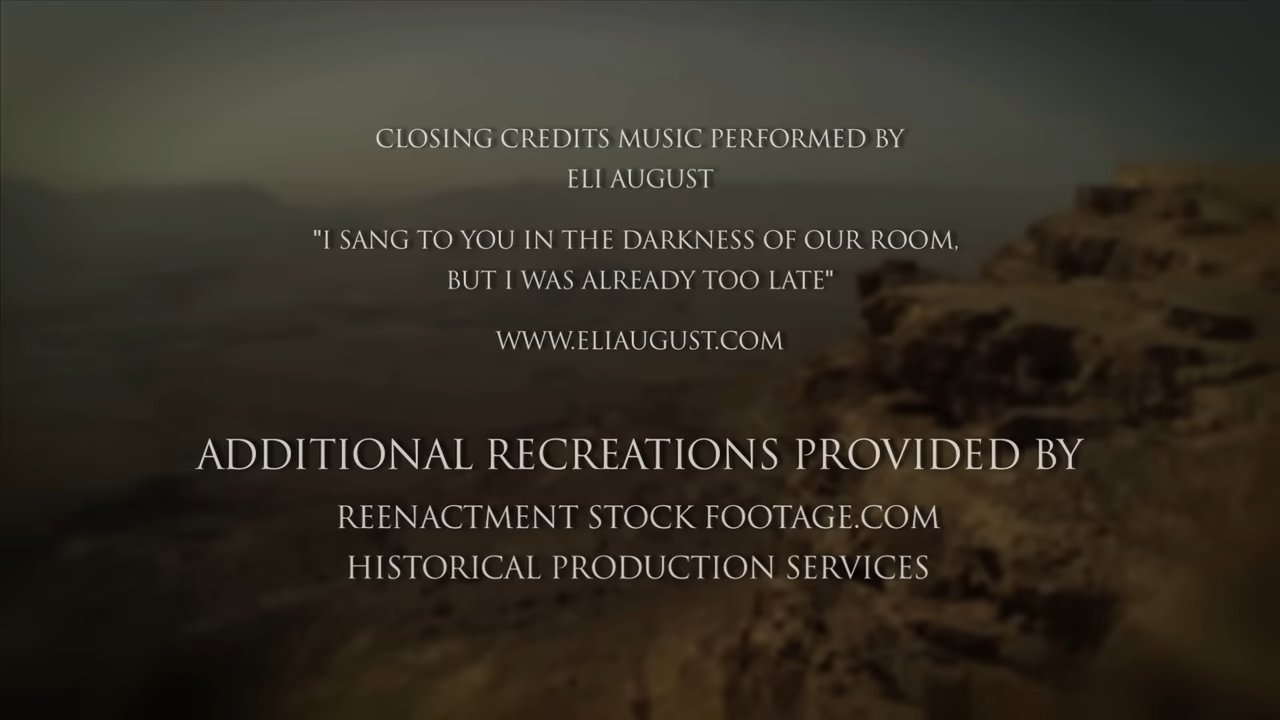 CLOSING CREDITS MUSIC PERFORMED BY
ELI AUGUST
"I SANG TO YOU IN THE DARKNESS OF OUR ROOM,
BUT I WAS ALREADY TOO LATE"
WWW.ELIAUGUST.COM
ADDITIONAL RECREATIONS PROVIDED BY
REENACTMENT STOCK FOOTAGE.COM
HISTORICAL PRODUCTION SERVICES